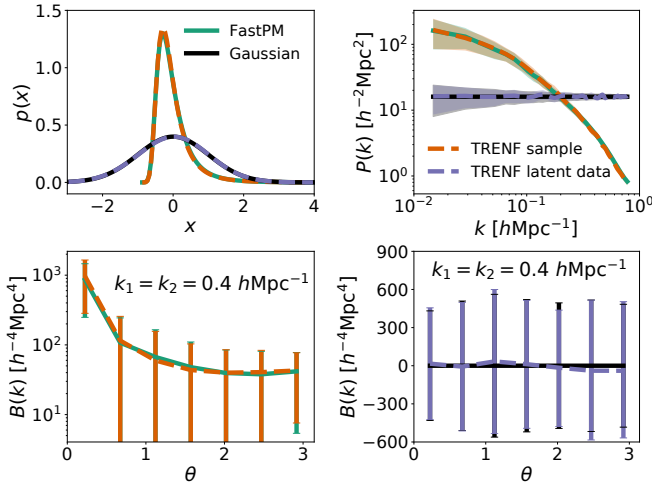 1.5
1.0
0.5
0.0
p(x)
−2 0 2 4
x
FastPM
Gaussian
10² 
10¹
10⁰
P(k) [h⁻²Mpc²]
10⁻² 10⁻¹ 10⁰
k [hMpc⁻¹]
TRENF sample
TRENF latent data
10³
10²
10¹
B(k) [h⁻⁴Mpc⁴]
k₁ = k₂ = 0.4 hMpc⁻¹
0 1 2 3
θ
900
600
300
0
−300
−600
B(k) [h⁻⁴Mpc⁴]
k₁ = k₂ = 0.4 hMpc⁻¹
0 1 2 3
θ